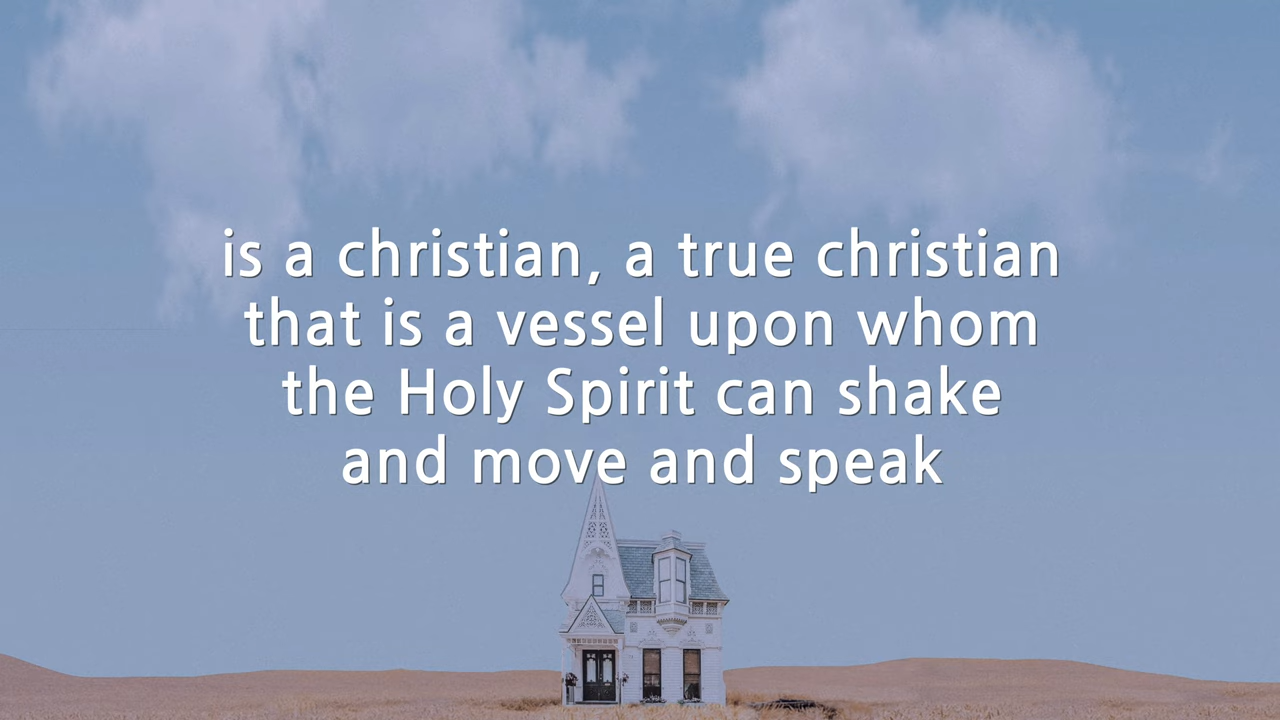 is a christian, a true christian
that is a vessel upon whom
the Holy Spirit can shake
and move and speak